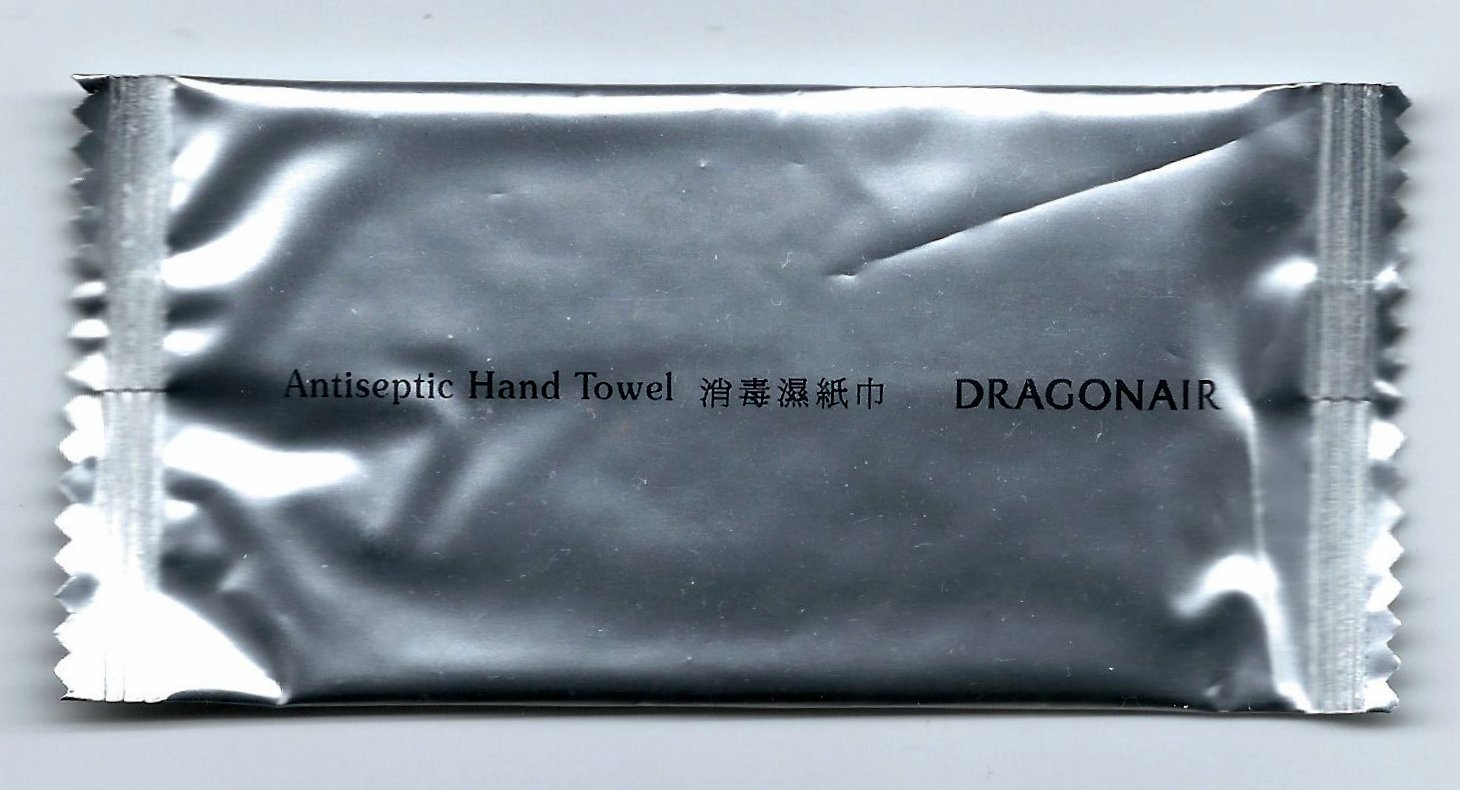 Antiseptic Hand Towel 消毒濕紙巾 DRAGONAIR